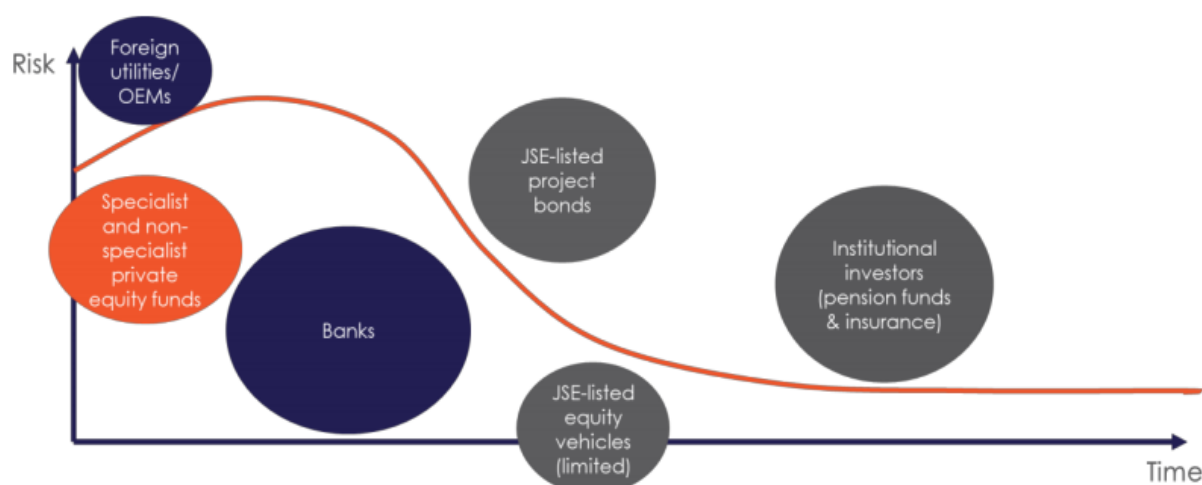 Risk
Foreign
utilities/
OEMs
Specialist
and non-
specialist
private
equity funds
Banks
JSE-listed
project
bonds
JSE-listed
equity
vehicles
(limited)
Institutional
investors
(pension funds
& insurance)
Time